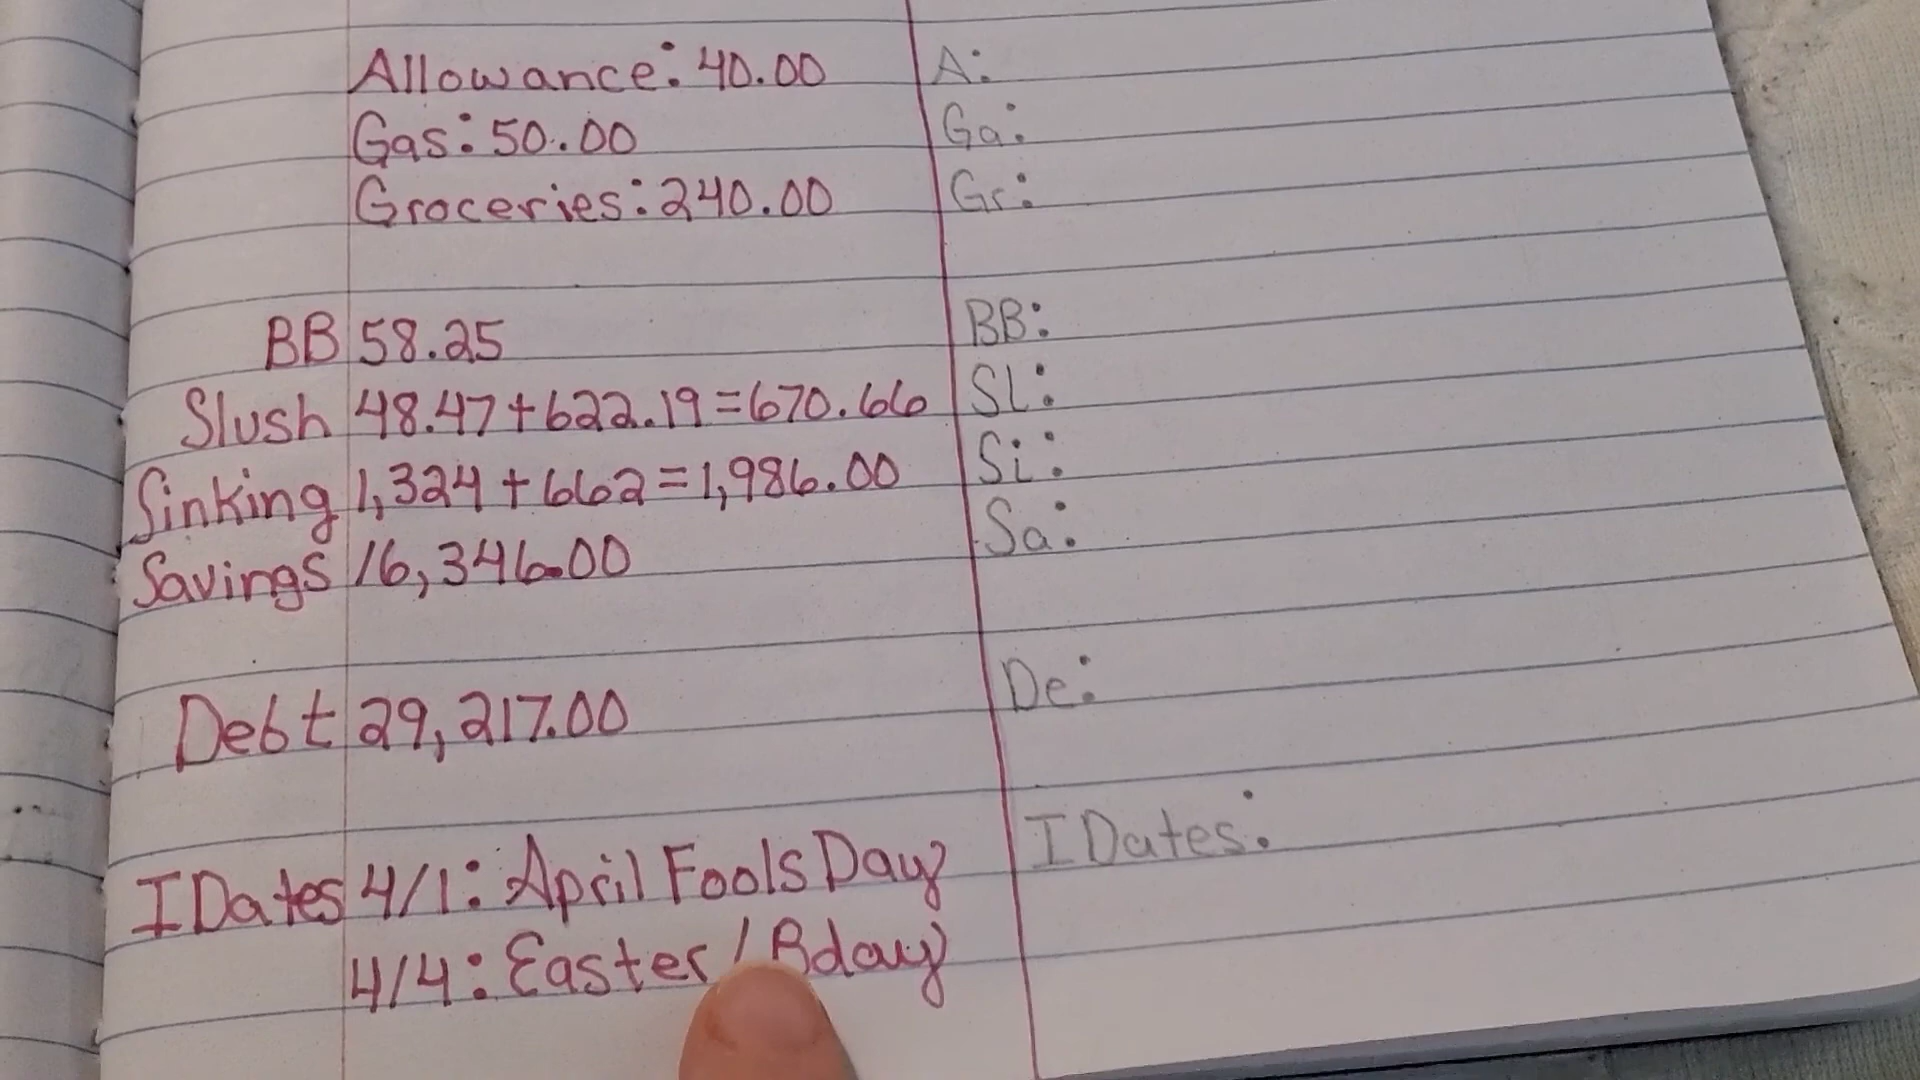 Allowance: 40.00
Gas: 50.00
Groceries: 240.00
BB 58.25
Slush 48.47+622.19=670.66
Sinking 1,324+662=1,986.00
Savings 16,346.00
Debt 29,217.00
IDates 4/1: April Fools Day
4/4: Easter/Bday
A:
Ga:
Gr:
BB:
SL:
Si:
Sa:
De:
IDates: